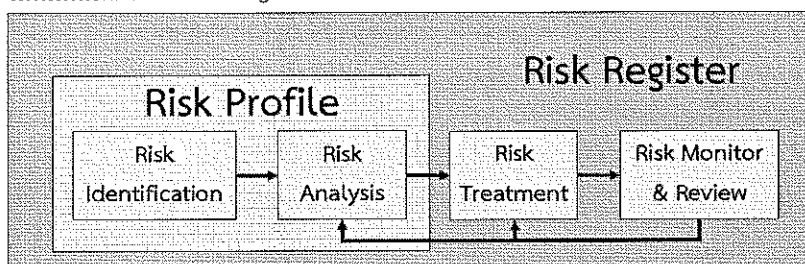 Risk Register
Risk Profile
Risk
Identification
Risk
Analysis
Risk
Treatment
Risk Monitor
& Review